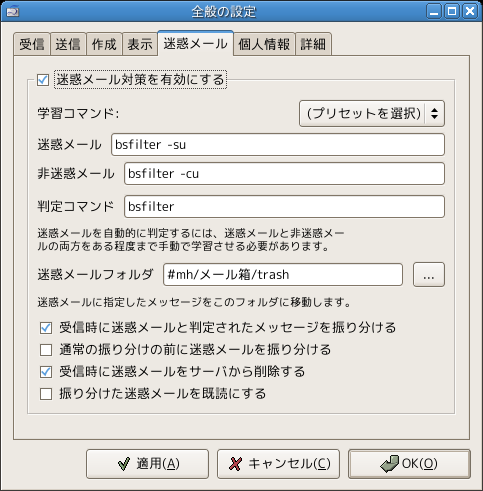 全般の設定
受信 送信 作成 表示 迷惑メール 個人情報 詳細
迷惑メール対策を有効にする
学習コマンド: (プリセットを選択)
迷惑メール bsfilter -su
非迷惑メール bsfilter -cu
判定コマンド bsfilter
迷惑メールを自動的に判定するには、迷惑メールと非迷惑メー
ルの両方をある程度まで手動で学習させる必要があります。
迷惑メールフォルダ #mh/メール箱/trash ...
迷惑メールに指定したメッセージをこのフォルダに移動します。
受信時に迷惑メールと判定されたメッセージを振り分ける
通常の振り分けの前に迷惑メールを振り分ける
受信時に迷惑メールをサーバから削除する
振り分けた迷惑メールを既読にする
適用(A) キャンセル(C) OK(O)